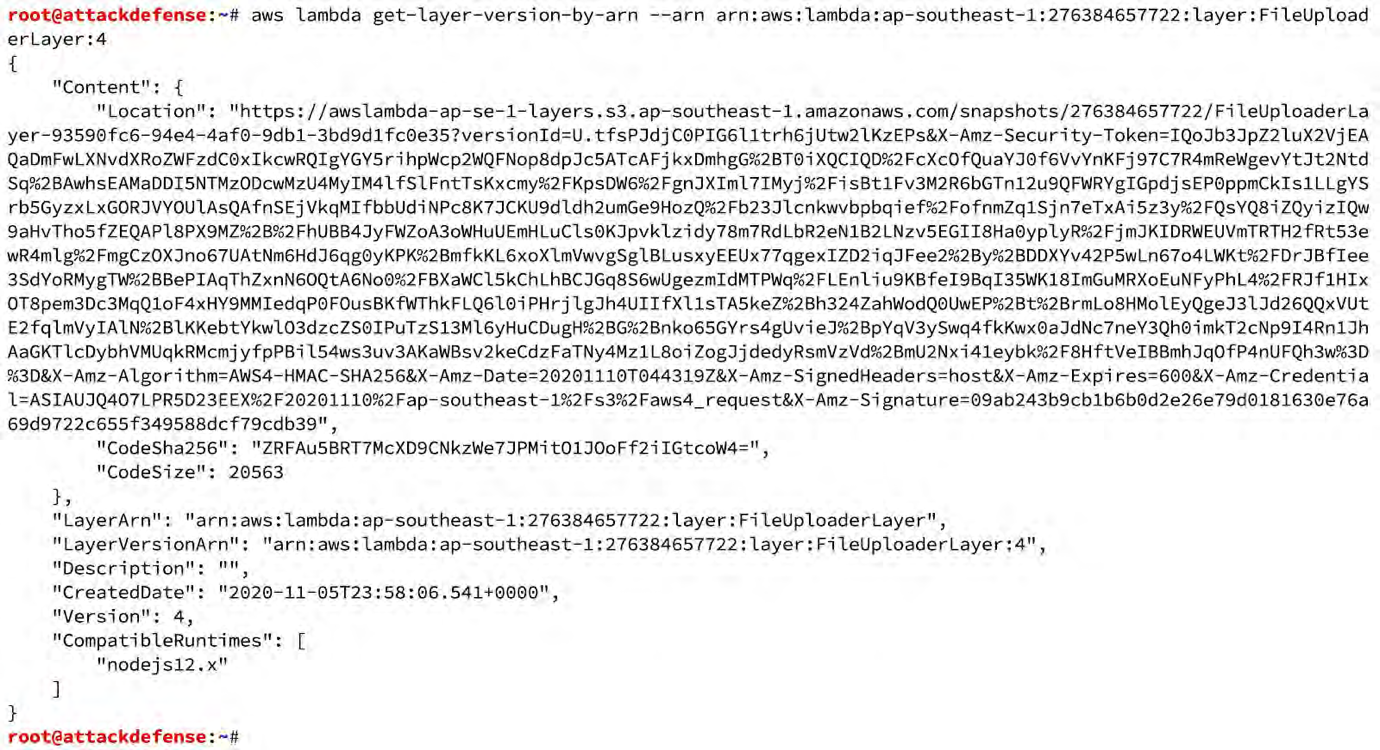 root@attackdefense:~# aws lambda get-layer-version-by-arn --arn arn:aws:lambda:ap-southeast-1:276384657722:layer:FileUpload
erLayer:4
{
    "Content": {
        "Location": "https://awslambda-ap-se-1-layers.s3.ap-southeast-1.amazonaws.com/snapshots/276384657722/FileUploaderLa
yer-93590fc6-94e4-4af0-9db1-3bd9d1fc0e35?versionId=U.tfsPJdjC0PIG6l1trh6jUtw2lKzEPs&X-Amz-Security-Token=IQoJb3JpZ2luX2VjEA
QaDmFwLXNvdXRoZWFzdC0xIkcwRQIgYGY5rihpWcp2WQFNop8dpJc5ATcAFjkxDmhgG%2BT0iXQCIQD%2FcXcOfQuaYJ0f6VvYnKFj97C7R4mReWgevYtJt2Ntd
Sq%2BAwhsEAMaDDI5NTMzODcwMzU4MyIM4lfSlFntTsKxcmy%2FKpsDW6%2FgnJXIml7IMyj%2FisBt1Fv3M2R6bGTn12u9QFWRYgIGpdjsEP0ppmCkIs1LLgYS
rb5GyzxLxGORJVYOUlAsQAfnSEjVkqMIfbbUdiNPc8K7JCKU9dldh2umGe9HozQ%2Fb23Jlcnkwvbpbqief%2FofnmZq1Sjn7eTxAi5z3y%2FQsYQ8iZQyizIQw
9aHvTho5fZEQAPl8PX9MZ%2B%2FhUBB4JyFWZoA3oWHuUEmHLuCls0KJpvklzidy78m7RdLbR2eN1B2LNzv5EGII8Ha0yplyR%2FjmJKIDRWEUVmTRTH2fRt53e
wR4mlg%2FmgCzOXJno67UAtNm6HdJ6qg0yKPK%2BmfkKL6xoXlmVwvgSglBLusxyEEUx77qgexIZD2iqJFee2%2By%2BDDXYv42P5wLn67o4LWKt%2FDrJBfIee
3SdYoRMygTW%2BBePIAqThZxnN6OQtA6No0%2FBXaWCl5kChLhBCJGq8S6wUgezmIdMTPWq%2FLEnliu9KBfeI9BqI35WK18ImGuMRXoEuNFyPhL4%2FRJf1HIx
OT8pem3Dc3MqQ1oF4xHY9MMIedqP0FOusBKfWThkFLQ6l0iPHrjlgJh4UIIfXl1sTA5keZ%2Bh324ZahWodQ0UwEP%2Bt%2BrmLo8HMolEyQgeJ3lJd26QQxVUt
E2fqlmVyIAlN%2BlKKebtYkwlO3dzcZS0IPuTzS13Ml6yHuCDugH%2BG%2Bnko65GYrs4gUvieJ%2BpYqV3ySwq4fkKwx0aJdNc7neY3Qh0imkT2cNp9I4Rn1Jh
AaGKTlcDybhVMUqkRMcmjyfpPBil54ws3uv3AKaWBsv2keCdzFaTNy4Mz1L8oiZogJjdedyRsmVzVd%2BmU2Nxi41eybk%2F8HftVeIBBmhJqOfP4nUFQh3w%3D
%3D&X-Amz-Algorithm=AWS4-HMAC-SHA256&X-Amz-Date=20201110T044319Z&X-Amz-SignedHeaders=host&X-Amz-Expires=600&X-Amz-Credentia
l=ASIAUJQ4O7LPR5D23EEX%2F20201110%2Fap-southeast-1%2Fs3%2Faws4_request&X-Amz-Signature=09ab243b9cb1b6b0d2e26e79d0181630e76a
69d9722c655f349588dcf79cdb39",
        "CodeSha256": "ZRFAu5BRT7McXD9CNkzWe7JPMitO1JOoFf2iIGtcoW4=",
        "CodeSize": 20563
    },
    "LayerArn": "arn:aws:lambda:ap-southeast-1:276384657722:layer:FileUploaderLayer",
    "LayerVersionArn": "arn:aws:lambda:ap-southeast-1:276384657722:layer:FileUploaderLayer:4",
    "Description": "",
    "CreatedDate": "2020-11-05T23:58:06.541+0000",
    "Version": 4,
    "CompatibleRuntimes": [
        "nodejs12.x"
    ]
}
root@attackdefense:~#